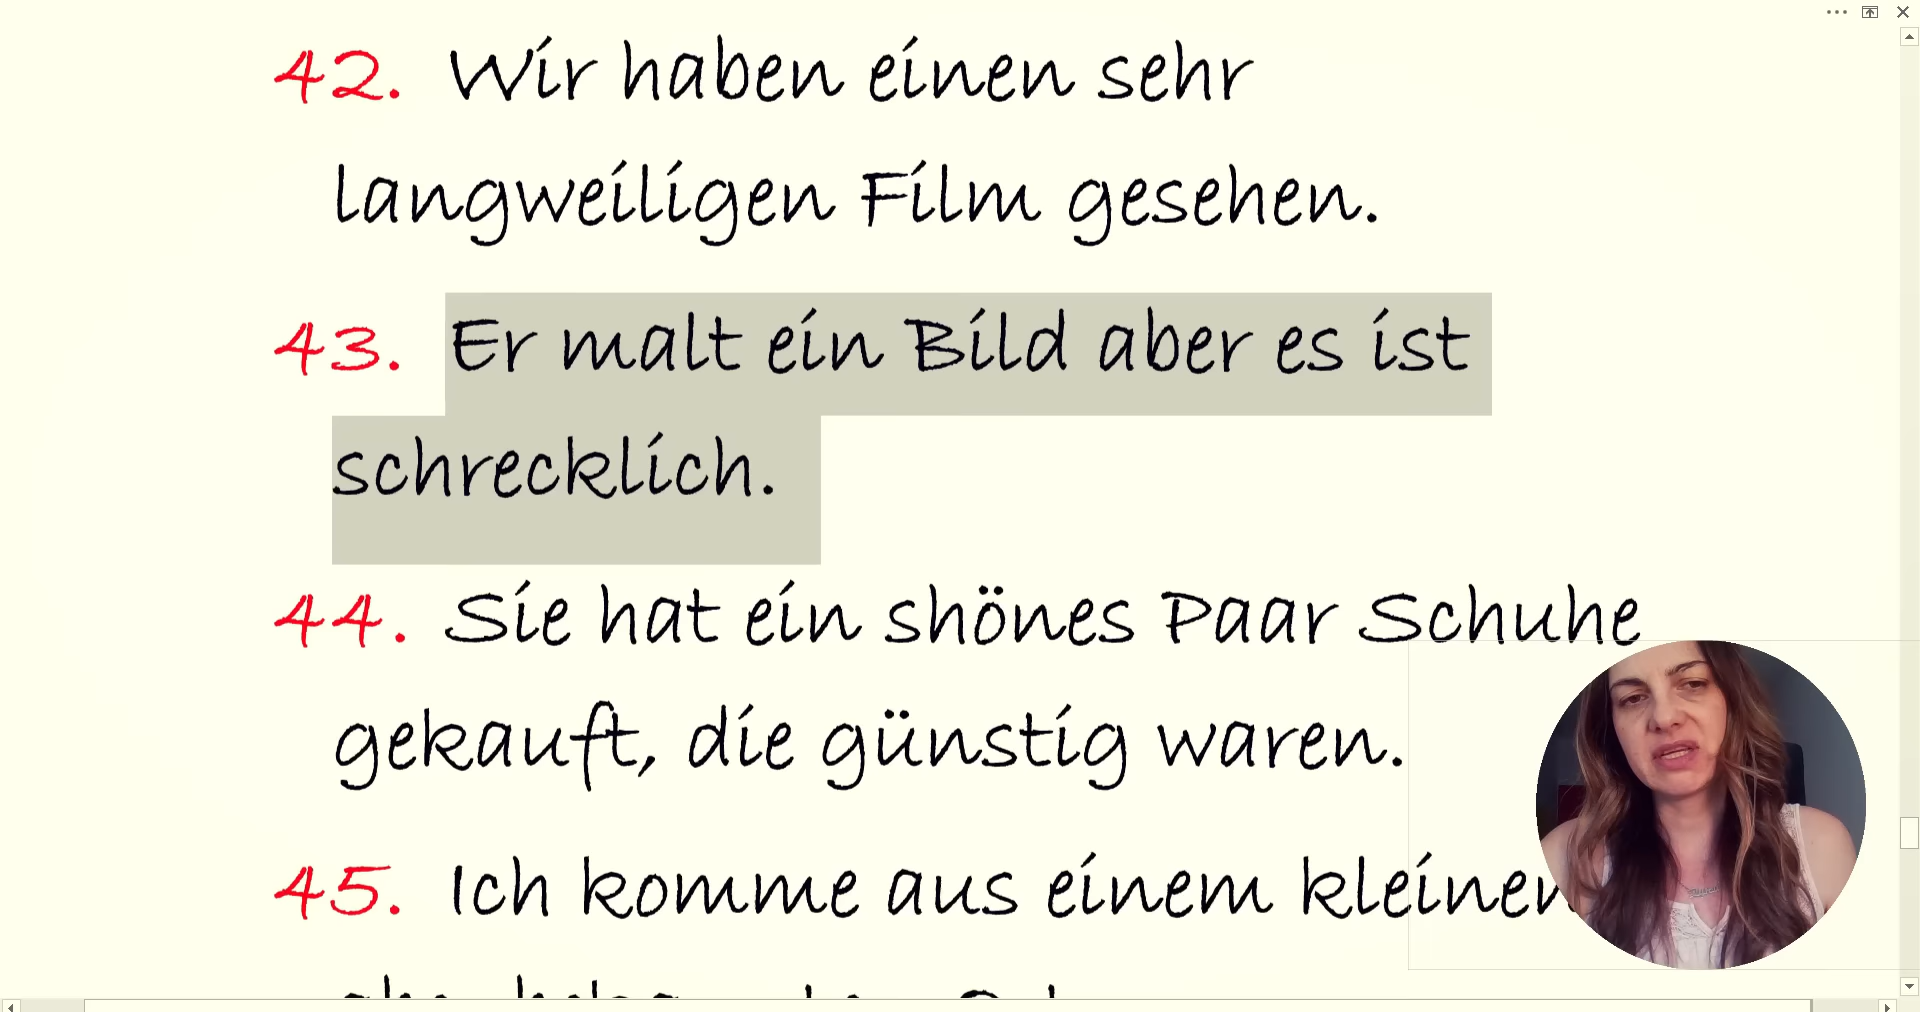 42. Wir haben einen sehr
langweiligen Film gesehen.
43. Er malt ein Bild aber es ist
schrecklich.
44. Sie hat ein shönes Paar Schuhe
gekauft, die günstig waren.
45. Ich komme aus einem kleinen